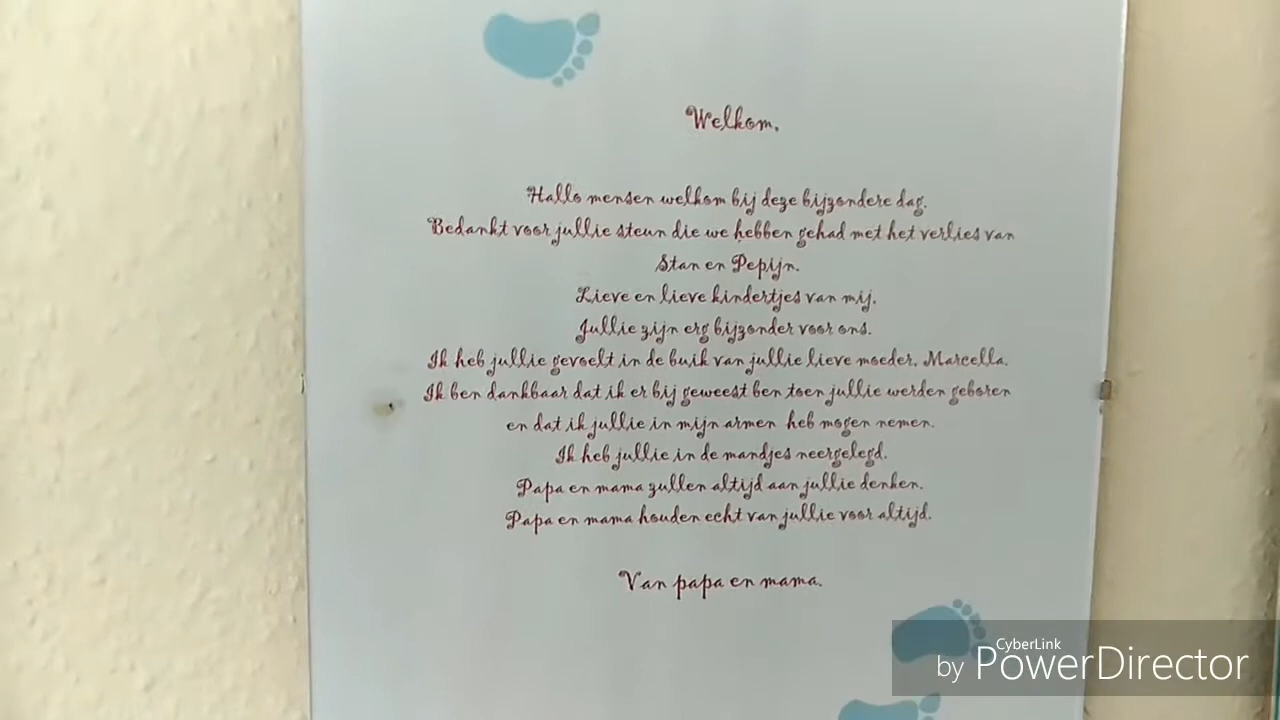 Welkom,
Hallo mensen welkom bij deze bijzondere dag.
Bedankt voor jullie steun die we hebben gehad met het verlies van
Stan en Pepijn.
Lieve en lieve kindertjes van mij.
Jullie zijn erg bijzonder voor ons.
Ik heb jullie gevoelt in de buik van jullie lieve moeder, Marcella.
Ik ben dankbaar dat ik er bij geweest ben toen jullie werden geboren
en dat ik jullie in mijn armen heb mogen nemen.
Ik heb jullie in de mandjes neergelegd.
Papa en mama zullen altijd aan jullie denken.
Papa en mama houden echt van jullie voor altijd.
Van papa en mama.
CyberLink
by PowerDirector